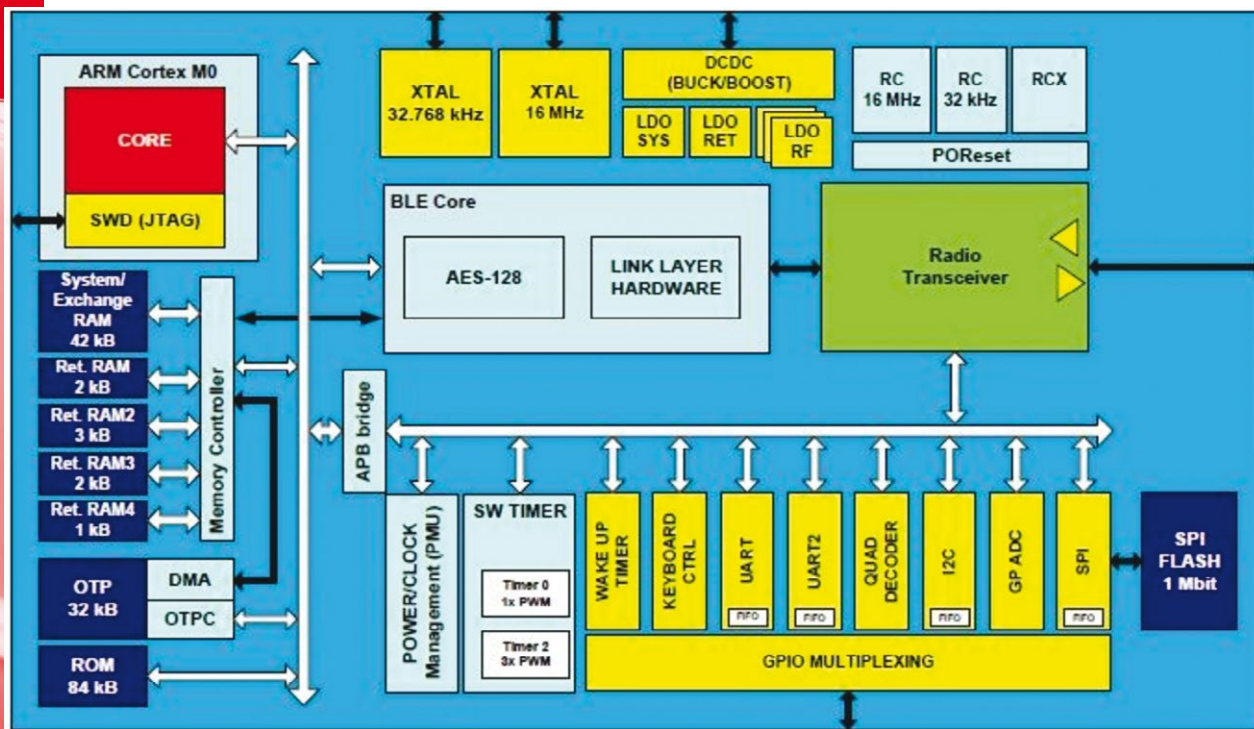 ARM Cortex M0
CORE
SWD (JTAG)
XTAL
32.768 kHz
XTAL
16 MHz
DCDC
(BUCK/BOOST)
LDO
SYS
LDO
RET
LDO
RF
RC
16 MHz
RC
32 kHz
RCX
POReset
BLE Core
AES-128
LINK LAYER
HARDWARE
Radio
Transceiver
System/
Exchange
RAM
42 kB
Ret. RAM
2 kB
Ret. RAM2
3 kB
Ret. RAM3
2 kB
Ret. RAM4
1 kB
Memory Controller
OTP
32 kB
DMA
OTPC
ROM
84 kB
APB bridge
POWER/CLOCK
Management (PMU)
SW TIMER
Timer 0
1x PWM
Timer 2
3x PWM
WAKE UP
TIMER
KEYBOARD
CTRL
UART
FIFO
UART2
FIFO
QUAD
DECODER
I2C
FIFO
GP ADC
SPI
FIFO
SPI
FLASH
1 Mbit
GPIO MULTIPLEXING